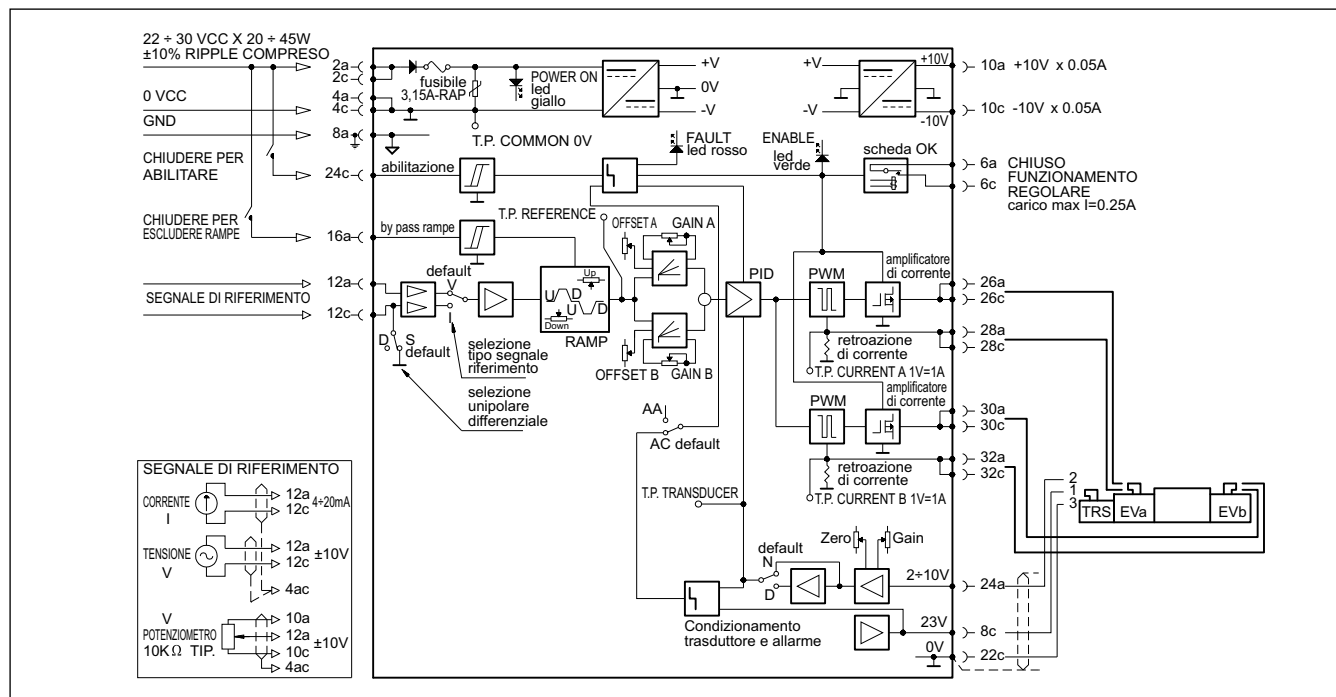 22 ÷ 30 VCC X 20 ÷ 45W
±10% RIPPLE COMPRESO
2a
2c
0 VCC
4a
4c
GND
8a
CHIUDERE PER
ABILITARE
24c
CHIUDERE PER
ESCLUDERE RAMPE
16a
SEGNALE DI RIFERIMENTO
12a
12c
fusibile
3,15A-RAP
POWER ON
led
giallo
T.P. COMMON 0V
+V
0V
-V
+V
-V
+10V
-10V
10a +10V x 0.05A
10c -10V x 0.05A
abilitazione
FAULT
led rosso
ENABLE
led
verde
scheda OK
6a
6c
CHIUSO
FUNZIONAMENTO
REGOLARE
carico max I=0.25A
by pass rampe
T.P. REFERENCE
OFFSET A
GAIN A
default
V
I
D
S
default
selezione
tipo segnale
riferimento
selezione
unipolare
differenziale
Up
U D
U D
Down
RAMP
OFFSET B
GAIN B
PID
PWM
amplificatore
di corrente
26a
26c
28a
28c
retroazione
di corrente
T.P. CURRENT A 1V=1A
amplificatore
di corrente
PWM
30a
30c
32a
32c
retroazione
di corrente
T.P. CURRENT B 1V=1A
AA
AC default
T.P. TRANSDUCER
2
1
3
TRS
EVa
EVb
default
N
D
Zero
Gain
2÷10V
24a
23V
8c
0V
22c
Condizionamento
trasduttore e allarme
SEGNALE DI RIFERIMENTO
CORRENTE
I
12a
12c
4÷20mA
TENSIONE
V
12a
12c
±10V
4ac
V
POTENZIOMETRO
10KΩ TIP.
10a
12a
10c
4ac
±10V